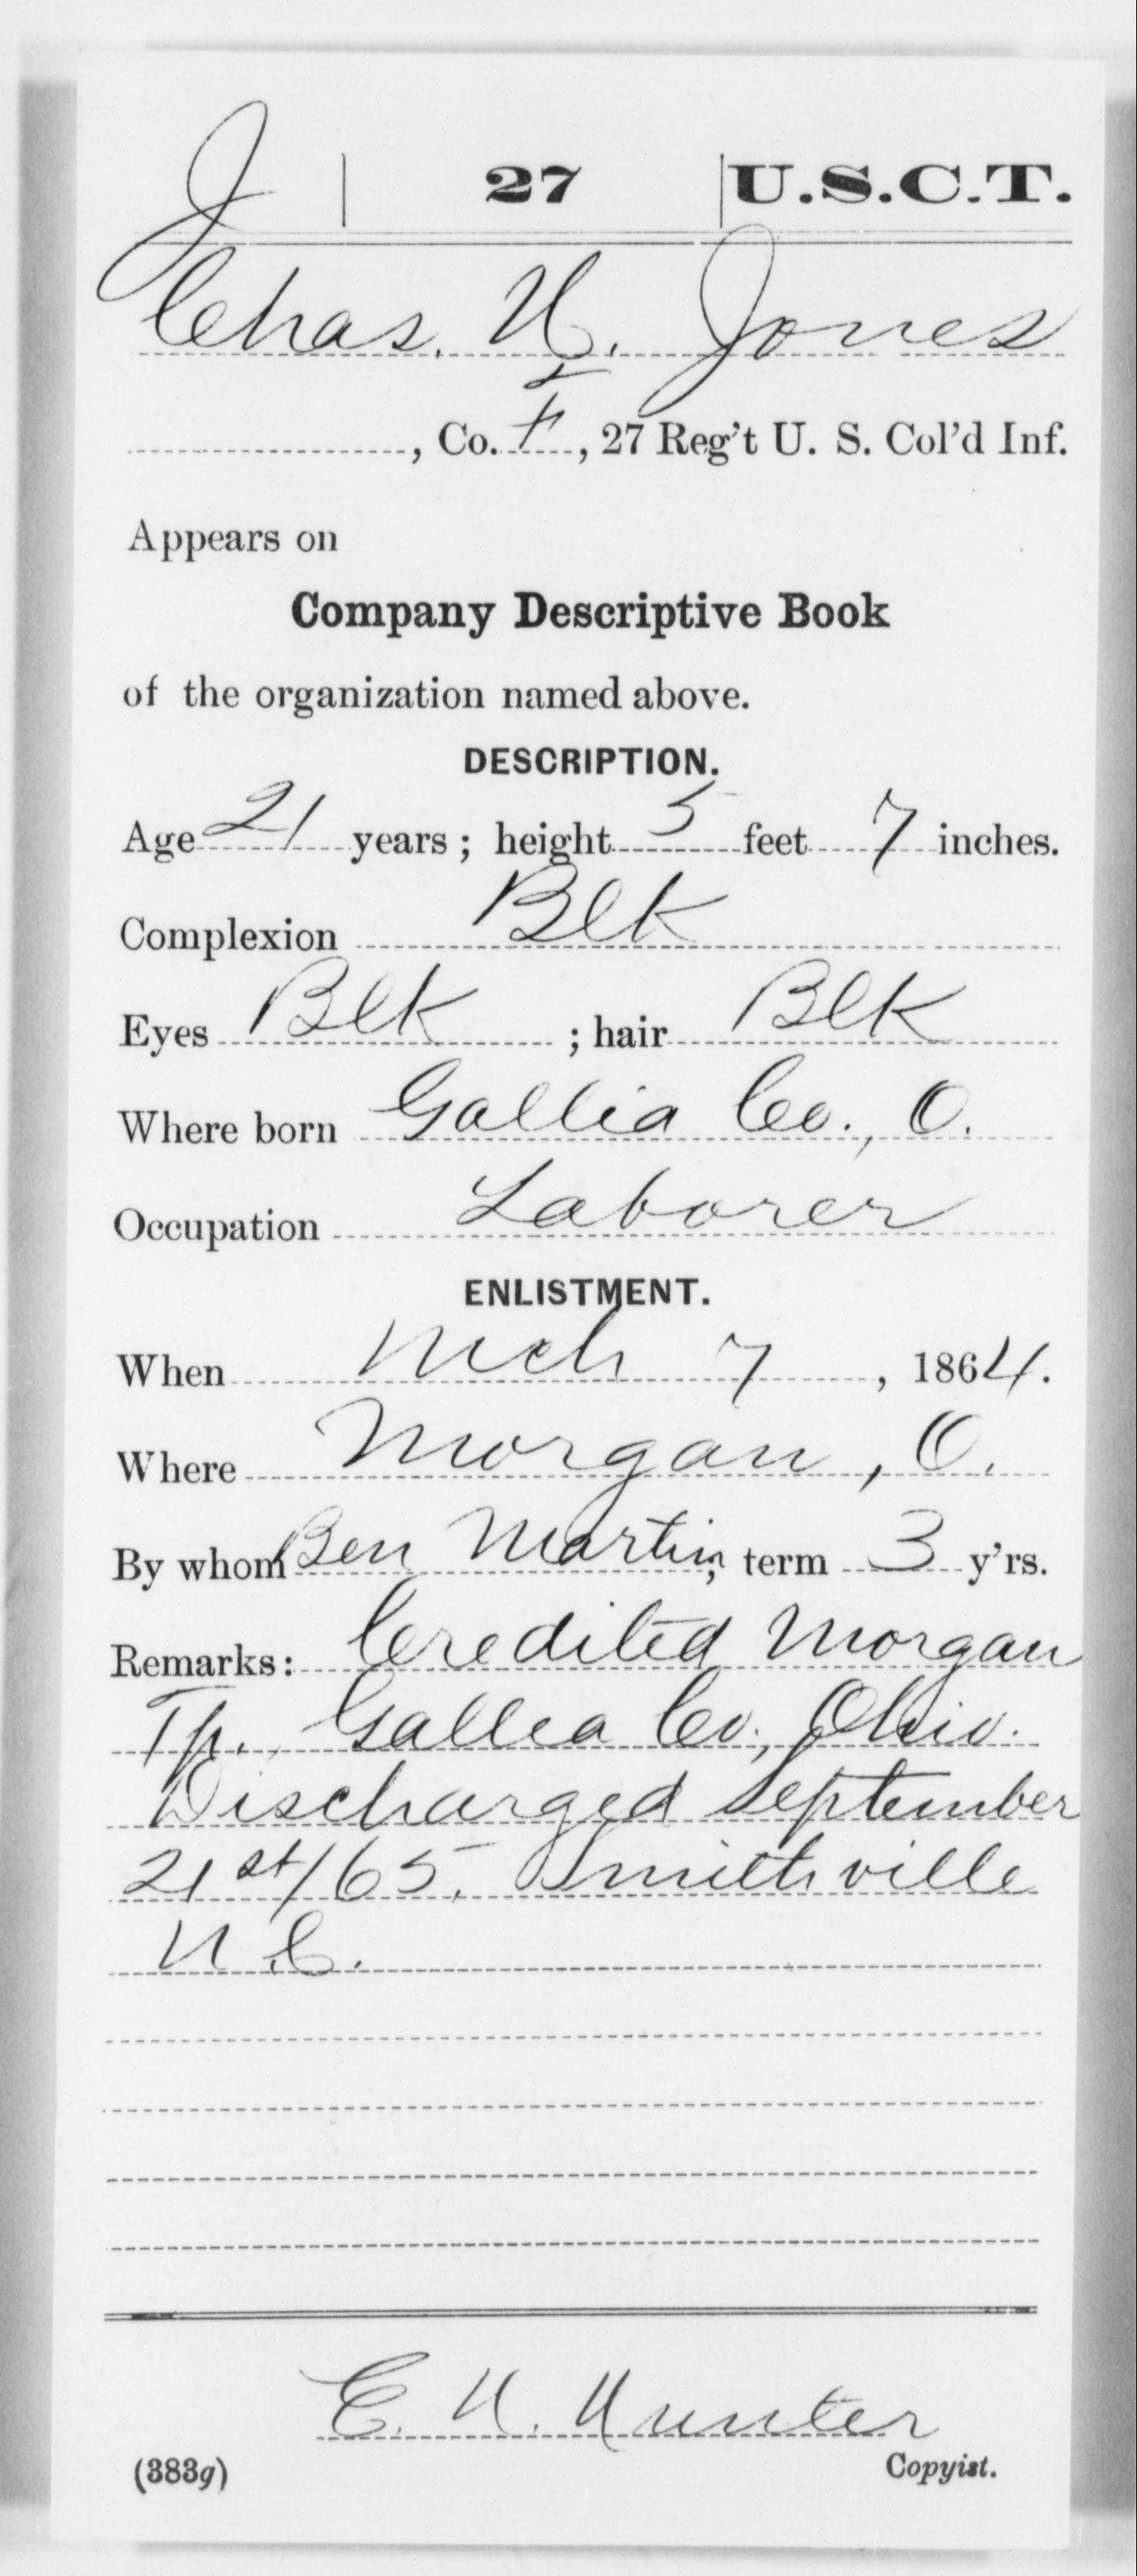 J | 27 | U.S.C.T.
Chas. H. Jones
, Co. F, 27 Reg't U. S. Col'd Inf.
Appears on
Company Descriptive Book
of the organization named above.
DESCRIPTION.
Age 21 years; height 5 feet 7 inches.
Complexion Blk
Eyes Blk; hair Blk
Where born Gallia Co., O.
Occupation Laborer
ENLISTMENT.
When Mch 7, 1864.
Where Morgan, O.
By whom Ben Martin; term 3 y'rs.
Remarks: Credited Morgan
Tp. Gallia Co., Ohio.
Discharged September
21st/65, Smithville
N.C.
C. N. Hunter
(383g) Copyist.